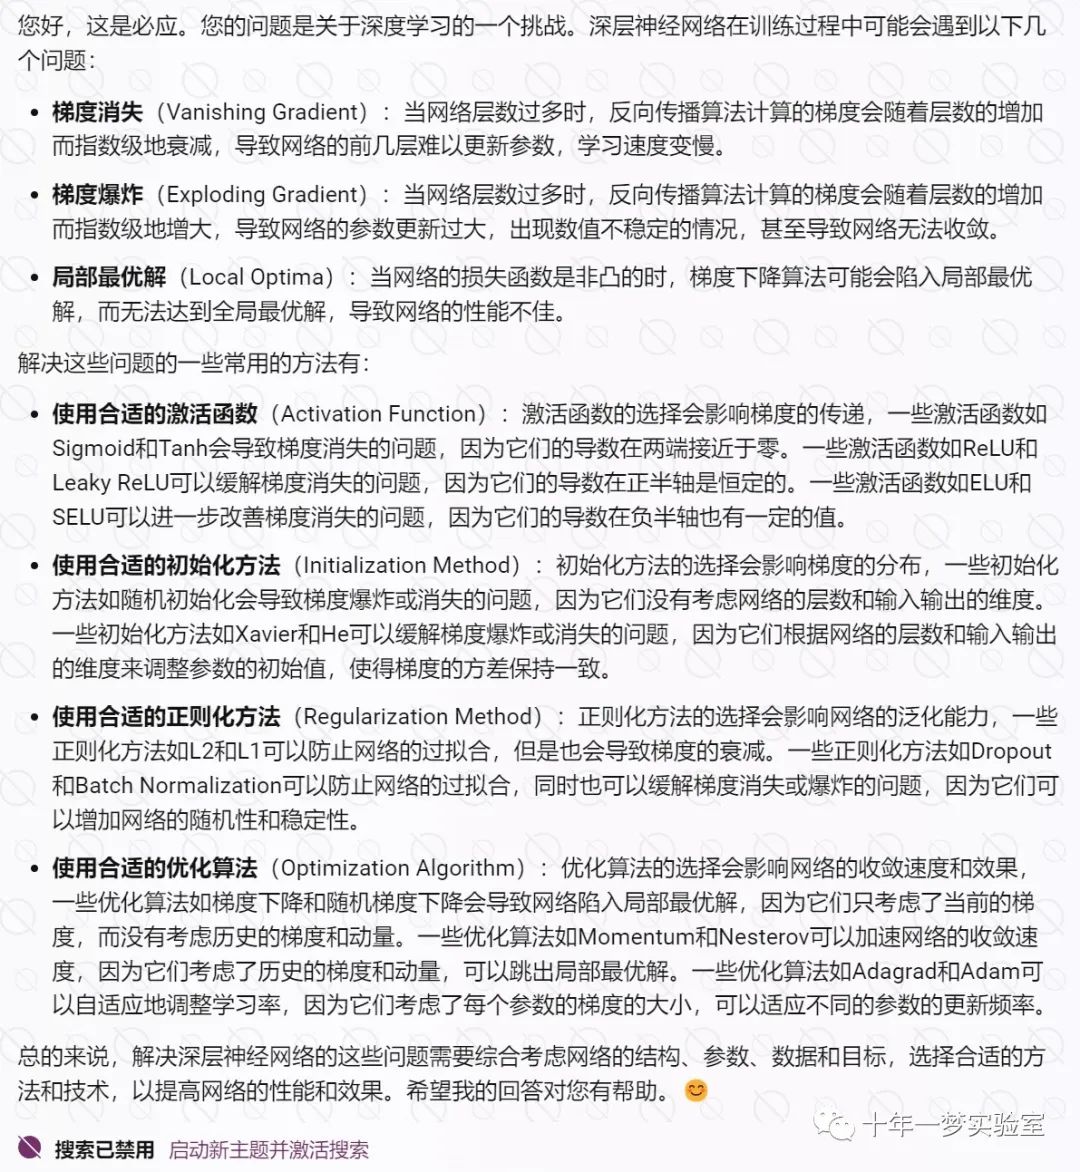 您好，这是必应。您的问题是关于深度学习的一个挑战。深层神经网络在训练过程中可能会遇到以下几
个问题：
• 梯度消失（Vanishing Gradient）：当网络层数过多时，反向传播算法计算的梯度会随着层数的增加
而指数级地衰减，导致网络的前几层难以更新参数，学习速度变慢。
• 梯度爆炸（Exploding Gradient）：当网络层数过多时，反向传播算法计算的梯度会随着层数的增加
而指数级地增大，导致网络的参数更新过大，出现数值不稳定的情况，甚至导致网络无法收敛。
• 局部最优解（Local Optima）：当网络的损失函数是非凸的时，梯度下降算法可能会陷入局部最优
解，而无法达到全局最优解，导致网络的性能不佳。
解决这些问题的一些常用的方法有：
• 使用合适的激活函数（Activation Function）：激活函数的选择会影响梯度的传递，一些激活函数如
Sigmoid和Tanh会导致梯度消失的问题，因为它们的导数在两端接近于零。一些激活函数如ReLU和
Leaky ReLU可以缓解梯度消失的问题，因为它们的导数在正半轴是恒定的。一些激活函数如ELU和
SELU可以进一步改善梯度消失的问题，因为它们的导数在负半轴也有一定的值。
• 使用合适的初始化方法（Initialization Method）：初始化方法的选择会影响梯度的分布，一些初始化
方法如随机初始化会导致梯度爆炸或消失的问题，因为它们没有考虑网络的层数和输入输出的维度。
一些初始化方法如Xavier和He可以缓解梯度爆炸或消失的问题，因为它们根据网络的层数和输入输出
的维度来调整参数的初始值，使得梯度的方差保持一致。
• 使用合适的正则化方法（Regularization Method）：正则化方法的选择会影响网络的泛化能力，一些
正则化方法如L2和L1可以防止网络的过拟合，但是也会导致梯度的衰减。一些正则化方法如Dropout
和Batch Normalization可以防止网络的过拟合，同时也可以缓解梯度消失或爆炸的问题，因为它们可
以增加网络的随机性和稳定性。
• 使用合适的优化算法（Optimization Algorithm）：优化算法的选择会影响网络的收敛速度和效果，
一些优化算法如梯度下降和随机梯度下降会导致网络陷入局部最优解，因为它们只考虑了当前的梯
度，而没有考虑历史的梯度和动量。一些优化算法如Momentum和Nesterov可以加速网络的收敛速
度，因为它们考虑了历史的梯度和动量，可以跳出局部最优解。一些优化算法如Adagrad和Adam可
以自适应地调整学习率，因为它们考虑了每个参数的梯度的大小，可以适应不同的参数的更新频率。
总的来说，解决深层神经网络的这些问题需要综合考虑网络的结构、参数、数据和目标，选择合适的方
法和技术，以提高网络的性能和效果。希望我的回答对您有帮助。😊
十年一梦实验室
搜索已禁用 启动新主题并激活搜索